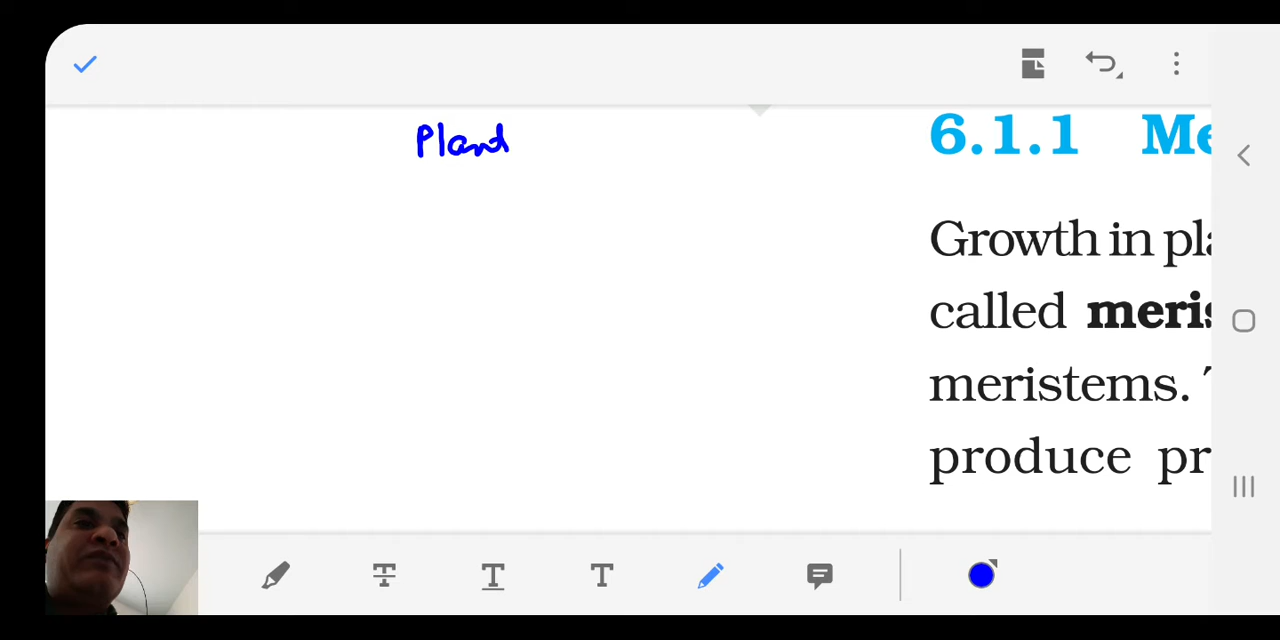 Plant
6.1.1 Me
Growth in pla
called meris
meristems. T
produce pr